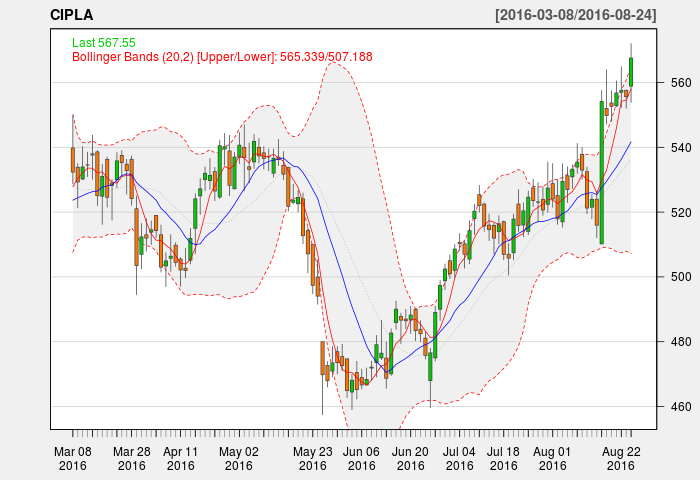 CIPLA [2016-03-08/2016-08-24]
Last 567.55
Bollinger Bands (20,2) [Upper/Lower]: 565.339/507.188
560
540
520
500
480
460
Mar 08 Mar 28 Apr 11 May 02 May 23 Jun 06 Jun 20 Jul 04 Jul 18 Aug 01 Aug 22
2016 2016 2016 2016 2016 2016 2016 2016 2016 2016 2016